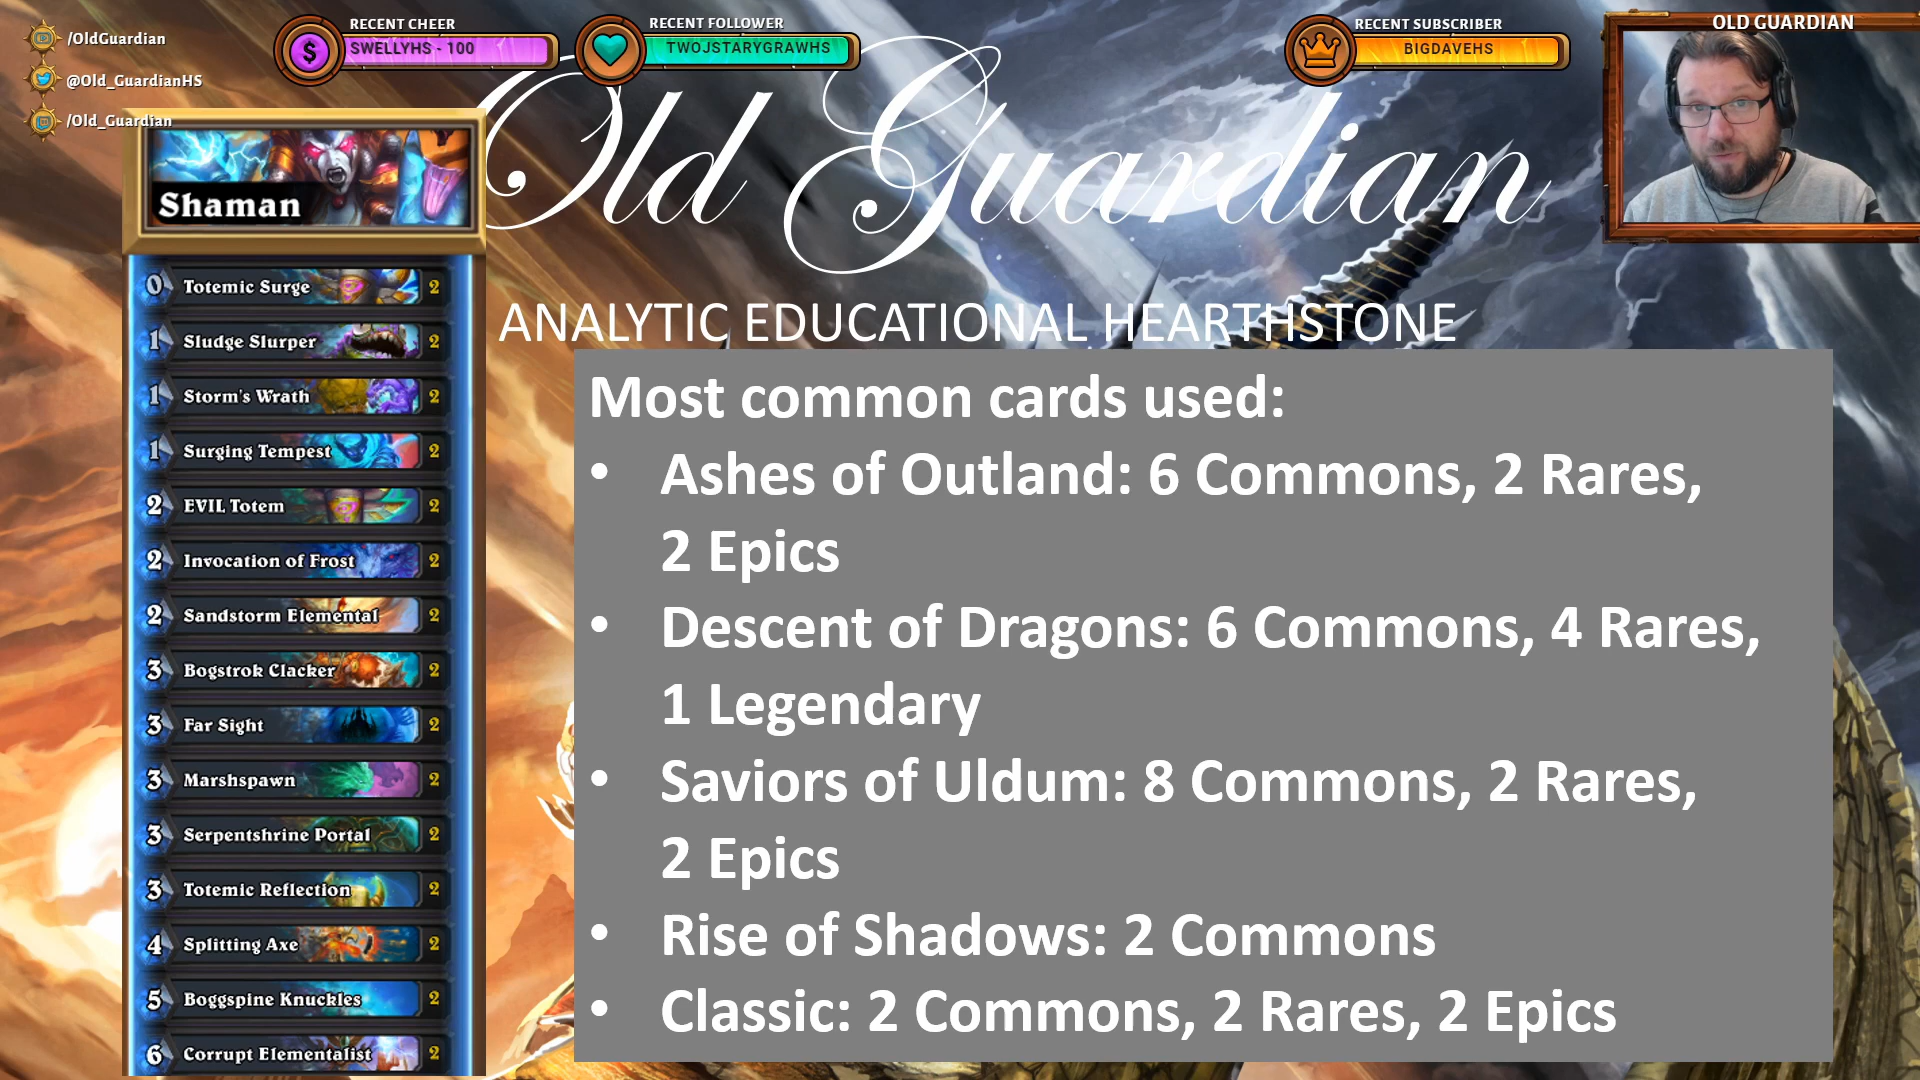 /OldGuardian
@Old_GuardianHS
/Old_Guardian
RECENT CHEER
SWELLYHS - 100
RECENT FOLLOWER
TWOJSTARYGRAWHS
RECENT SUBSCRIBER
BIGDAVEHS
OLD GUARDIAN
Old Guardian
ANALYTIC EDUCATIONAL HEARTHSTONE
Shaman
0 Totemic Surge 2
1 Sludge Slurper 2
1 Storm's Wrath 2
1 Surging Tempest 2
2 EVIL Totem 2
2 Invocation of Frost 2
2 Sandstorm Elemental 2
3 Bogstrok Clacker 2
3 Far Sight 2
3 Marshspawn 2
3 Serpentshrine Portal 2
3 Totemic Reflection 2
4 Splitting Axe 2
5 Boggspine Knuckles 2
6 Corrupt Elementalist 2
Most common cards used:
• Ashes of Outland: 6 Commons, 2 Rares,
2 Epics
• Descent of Dragons: 6 Commons, 4 Rares,
1 Legendary
• Saviors of Uldum: 8 Commons, 2 Rares,
2 Epics
• Rise of Shadows: 2 Commons
• Classic: 2 Commons, 2 Rares, 2 Epics